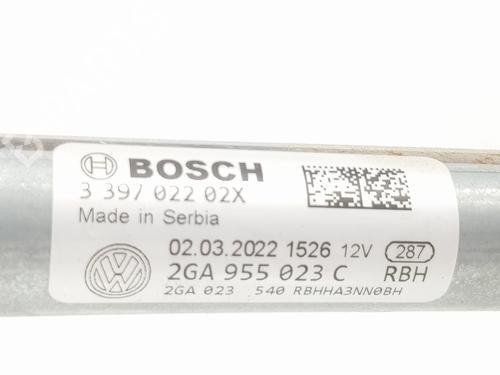 BOSCH
3 397 022 02X
Made in Serbia
02.03.2022 1526 12V 287
2GA 955 023 C RBH
2GA 023 540 RBHHA3NN0BH